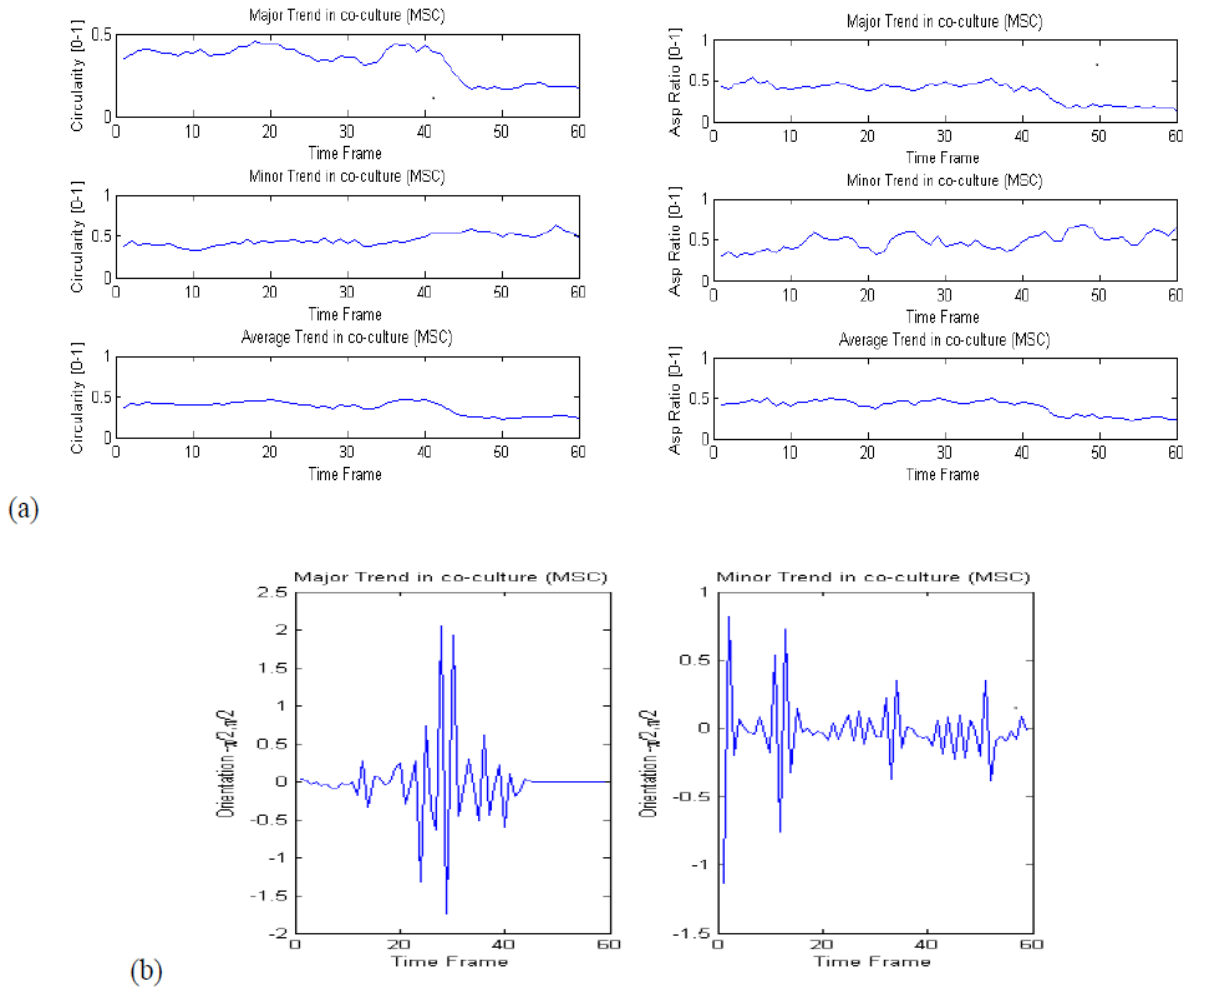 Major Trend in co-culture (MSC)
Circularity [0-1]
0.5
0
0 10 20 30 40 50 60
Time Frame
Minor Trend in co-culture (MSC)
Circularity [0-1]
1
0.5
0
0 10 20 30 40 50 60
Time Frame
Average Trend in co-culture (MSC)
Circularity [0-1]
1
0.5
0
0 10 20 30 40 50 60
Time Frame
Major Trend in co-culture (MSC)
Asp Ratio [0-1]
1
0.5
0
0 10 20 30 40 50 60
Time Frame
Minor Trend in co-culture (MSC)
Asp Ratio [0-1]
1
0.5
0
0 10 20 30 40 50 60
Time Frame
Average Trend in co-culture (MSC)
Asp Ratio [0-1]
1
0.5
0
0 10 20 30 40 50 60
Time Frame
(a)
Major Trend in co-culture (MSC)
Orientation -π/2,π/2
2.5
2
1.5
1
0.5
0
-0.5
-1
-1.5
-2
0 20 40 60
Time Frame
Minor Trend in co-culture (MSC)
Orientation -π/2,π/2
1
0.5
0
-0.5
-1
-1.5
0 20 40 60
Time Frame
(b)